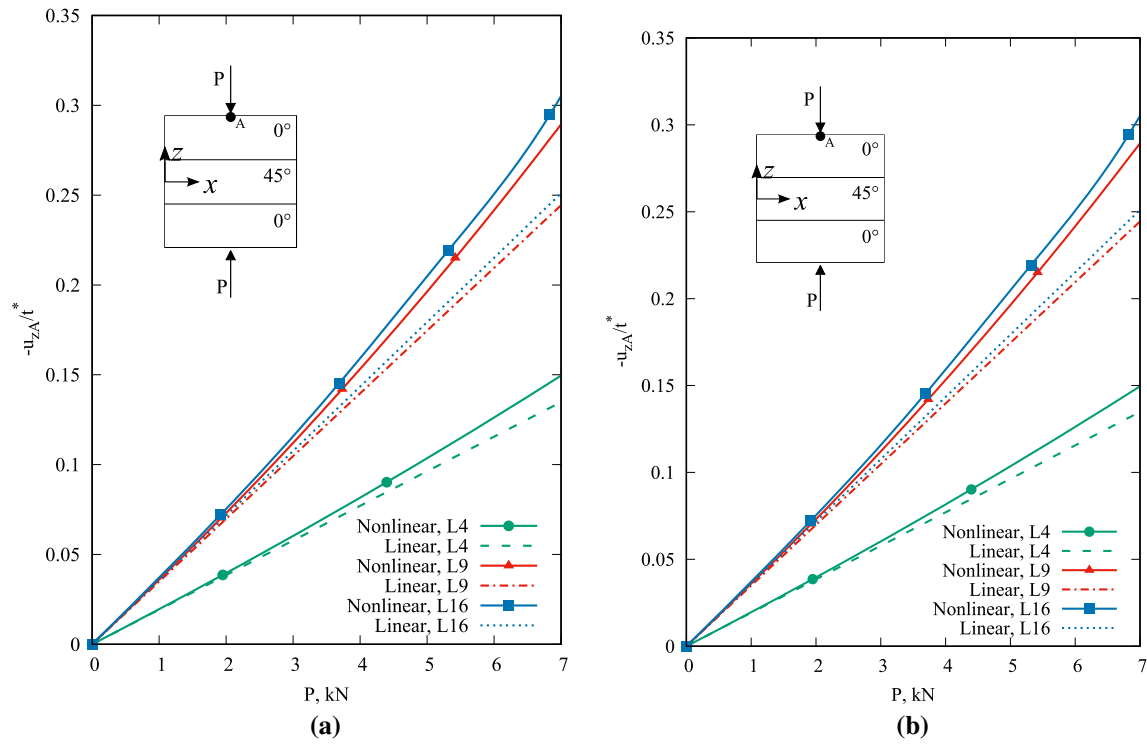 0.35
0.3
0.25
0.2
0.15
0.1
0.05
0
-u_zA/t*
P
A
0°
z
45°
x
0°
P
Nonlinear, L4
Linear, L4
Nonlinear, L9
Linear, L9
Nonlinear, L16
Linear, L16
0 1 2 3 4 5 6 7
P, kN
(a)
0.35
0.3
0.25
0.2
0.15
0.1
0.05
0
-u_zA/t*
P
A
0°
z
45°
x
0°
P
Nonlinear, L4
Linear, L4
Nonlinear, L9
Linear, L9
Nonlinear, L16
Linear, L16
0 1 2 3 4 5 6 7
P, kN
(b)